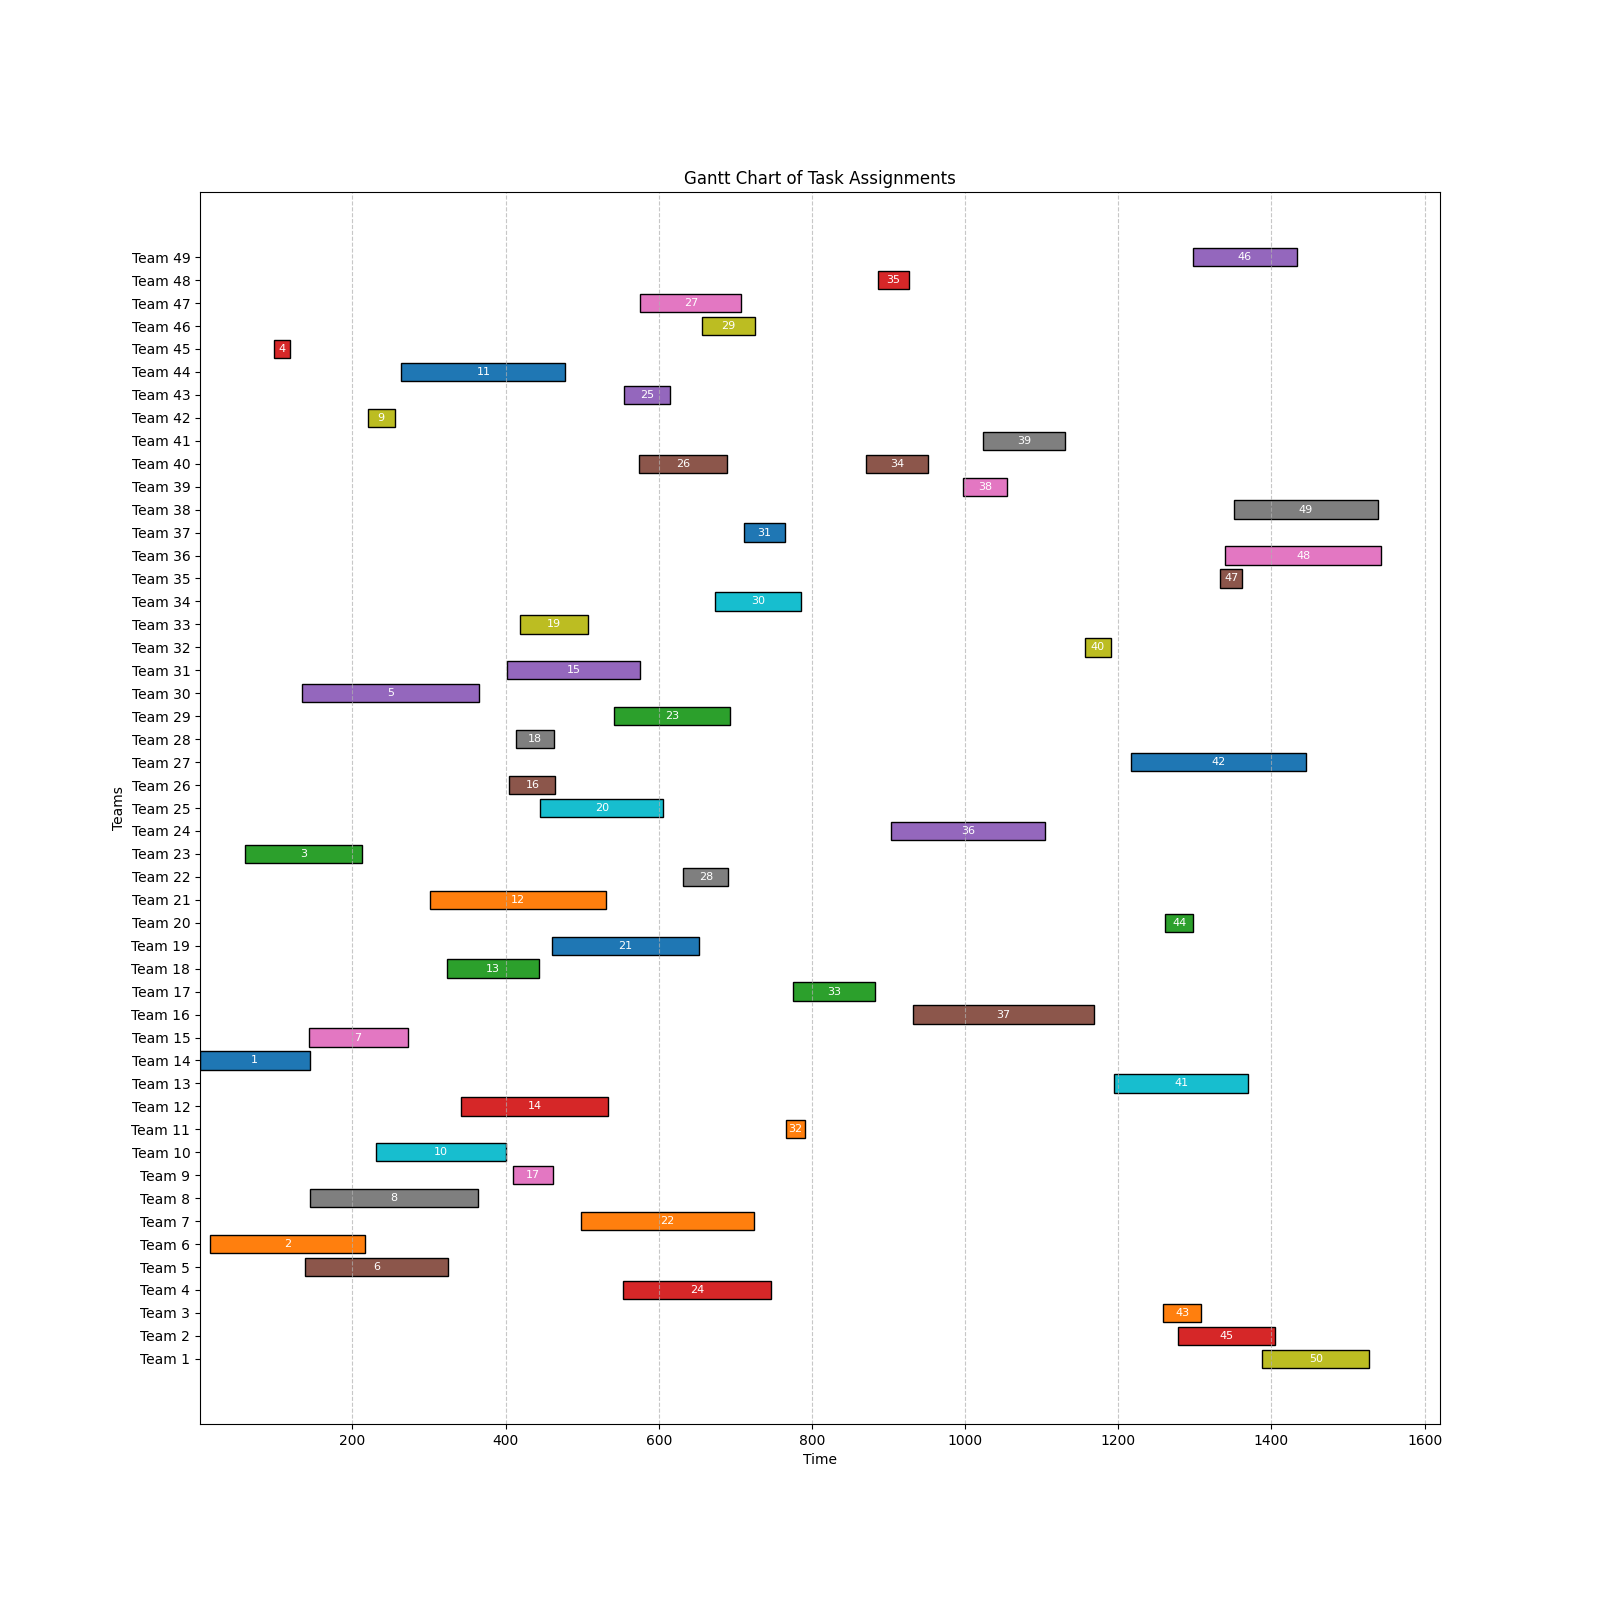 Gantt Chart of Task Assignments
Team 49 46
Team 48 35
Team 47 27
Team 46 29
Team 45 4
Team 44 11
Team 43 25
Team 42 9
Team 41 39
Team 40 26 34
Team 39 38
Team 38 49
Team 37 31
Team 36 48
Team 35 47
Team 34 30
Team 33 19
Team 32 40
Team 31 15
Team 30 5
Team 29 23
Team 28 18
Team 27 42
Team 26 16
Team 25 20
Team 24 36
Team 23 3
Team 22 28
Team 21 12
Team 20 44
Team 19 21
Team 18 13
Team 17 33
Team 16 37
Team 15 7
Team 14 1
Team 13 41
Team 12 14
Team 11 32
Team 10 10
Team 9 17
Team 8 8
Team 7 22
Team 6 2
Team 5 6
Team 4 24
Team 3 43
Team 2 45
Team 1 50
Teams
200 400 600 800 1000 1200 1400 1600
Time